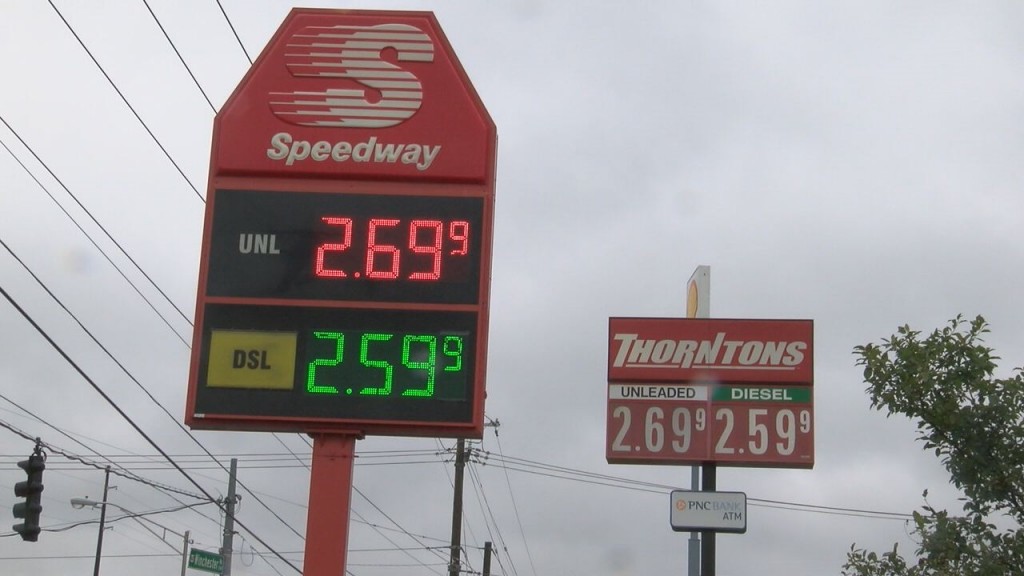 S
Speedway
UNL 2.69 9
DSL 2.59 9
THORNTONS
UNLEADED DIESEL
2.69 9 2.59 9
PNC BANK
ATM
Winchester